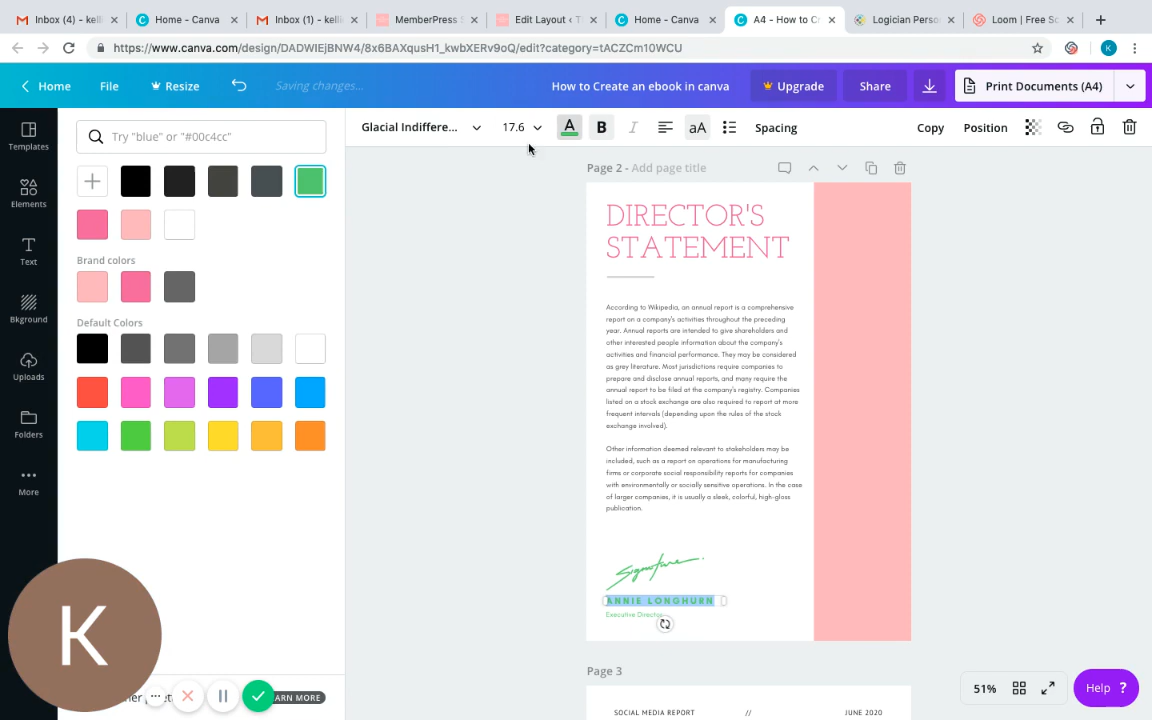 Inbox (4) - kelli
Home - Canva
Inbox (1) - kelli
MemberPress
Edit Layout ‹ T
Home - Canva
A4 - How to C
Logician Perso
Loom | Free Sc
https://www.canva.com/design/DADWIEjBNW4/8x6BAXqusH1_kwbXERv9oQ/edit?category=tACZCm10WCU
K
Home
File
Resize
Saving changes...
How to Create an ebook in canva
Upgrade
Share
Print Documents (A4)
Templates
Elements
Text
Bkground
Uploads
Folders
More
Try "blue" or "#00c4cc"
Brand colors
Default Colors
Glacial Indiffere...
17.6
A
B
I
aA
Spacing
Copy
Position
Page 2 - Add page title
DIRECTOR'S
STATEMENT
According to Wikipedia, an annual report is a comprehensive
report on a company's activities throughout the preceding
year. Annual reports are intended to give shareholders and
other interested people information about the company's
activities and financial performance. They may be considered
as grey literature. Most jurisdictions require companies to
prepare and disclose annual reports, and many require the
annual report to be filed at the company's registry. Companies
listed on a stock exchange are also required to report at more
frequent intervals (depending upon the rules of the stock
exchange involved).
Other information deemed relevant to stakeholders may be
included, such as a report on operations for manufacturing
firms or corporate social responsibility reports for companies
with environmentally or socially sensitive operations. In the case
of larger companies, it is usually a sleek, colorful, high-gloss
publication.
Signature
ANNIE LONGHURN
Executive Director
Page 3
SOCIAL MEDIA REPORT // JUNE 2020
K
ARN MORE
51%
Help ?